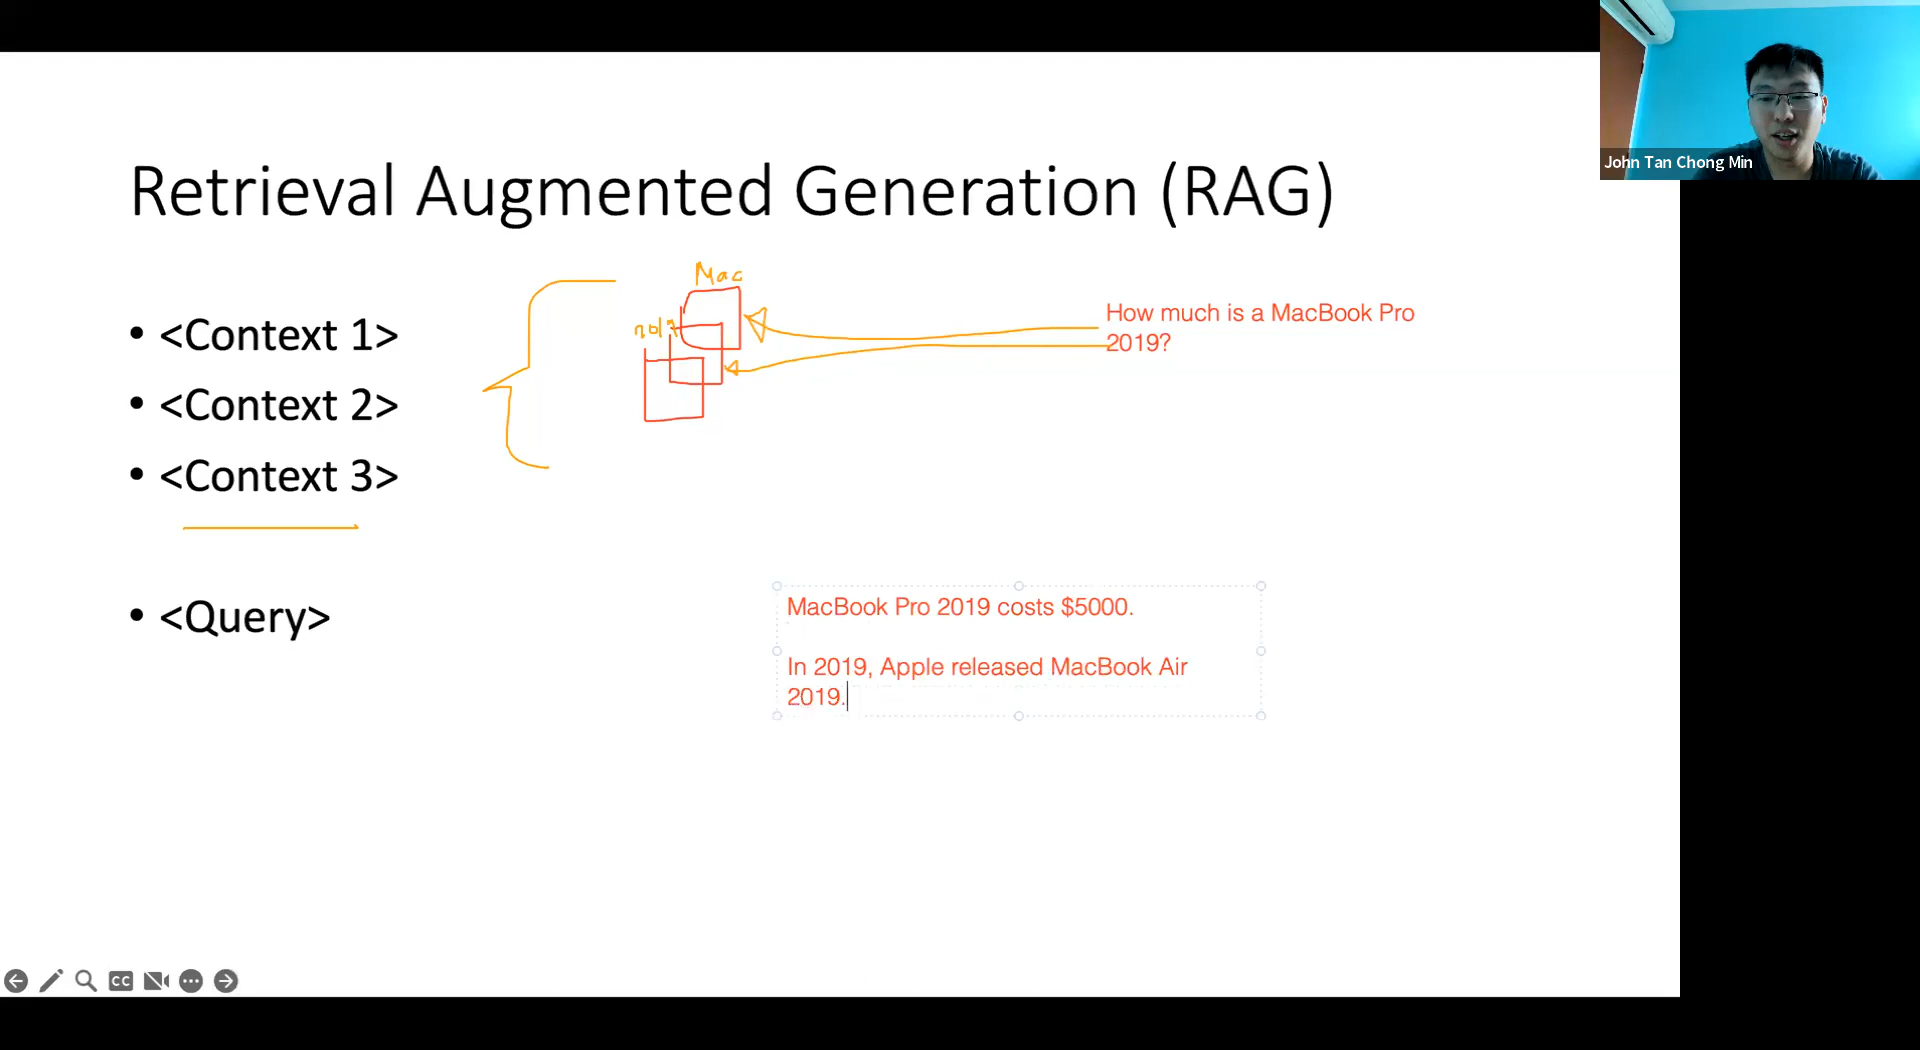 John Tan Chong Min
Retrieval Augmented Generation (RAG)
Mac
• <Context 1>
• <Context 2>
• <Context 3>
How much is a MacBook Pro
2019?
• <Query>
MacBook Pro 2019 costs $5000.
In 2019, Apple released MacBook Air
2019.
CC